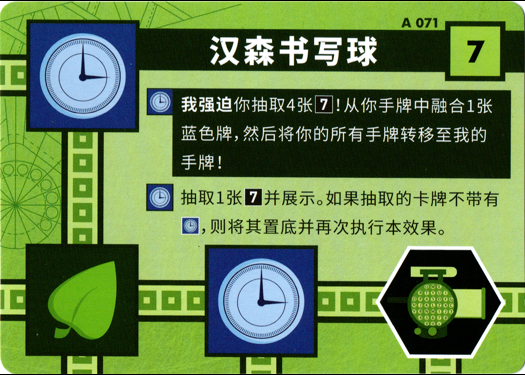 A 071
汉森书写球
7
我强迫你抽取4张7!从你手牌中融合1张
蓝色牌,然后将你的所有手牌转移至我的
手牌!
抽取1张7并展示。如果抽取的卡牌不带有
,则将其置底并再次执行本效果。